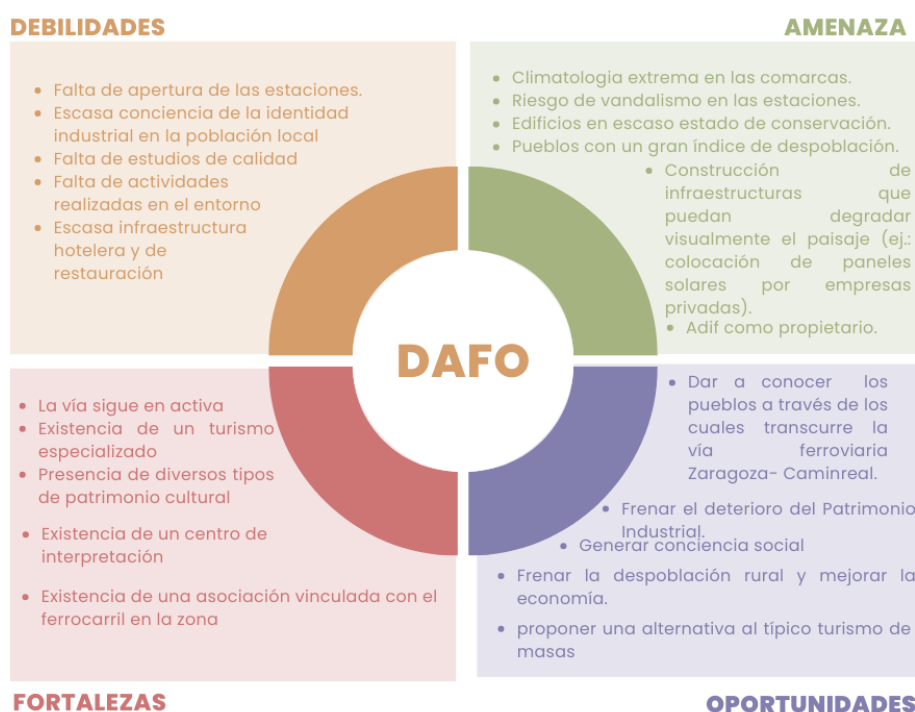 DEBILIDADES
Falta de apertura de las estaciones.
Escasa conciencia de la identidad
industrial en la población local
Falta de estudios de calidad
Falta de actividades
realizadas en el entorno
Escasa infraestructura
hotelera y de
restauración
AMENAZA
Climatologia extrema en las comarcas.
Riesgo de vandalismo en las estaciones.
Edificios en escaso estado de conservación.
Pueblos con un gran índice de despoblación.
Construcción de
infraestructuras que
puedan degradar
visualmente el paisaje (ej.:
colocación de paneles
solares por empresas
privadas).
Adif como propietario.
DAFO
La vía sigue en activa
Existencia de un turismo
especializado
Presencia de diversos tipos
de patrimonio cultural
Existencia de un centro de
interpretación
Existencia de una asociación vinculada con el
ferrocarril en la zona
FORTALEZAS
Dar a conocer los
pueblos a través de los
cuales transcurre la
vía ferroviaria
Zaragoza- Caminreal.
Frenar el deterioro del Patrimonio
Industrial.
Generar conciencia social
Frenar la despoblación rural y mejorar la
economía.
proponer una alternativa al típico turismo de
masas
OPORTUNIDADES